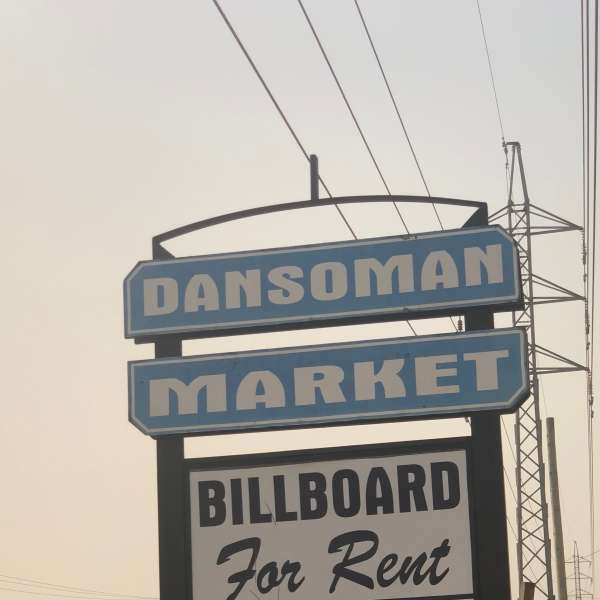 DANSOMAN
MARKET
BILLBOARD
For Rent